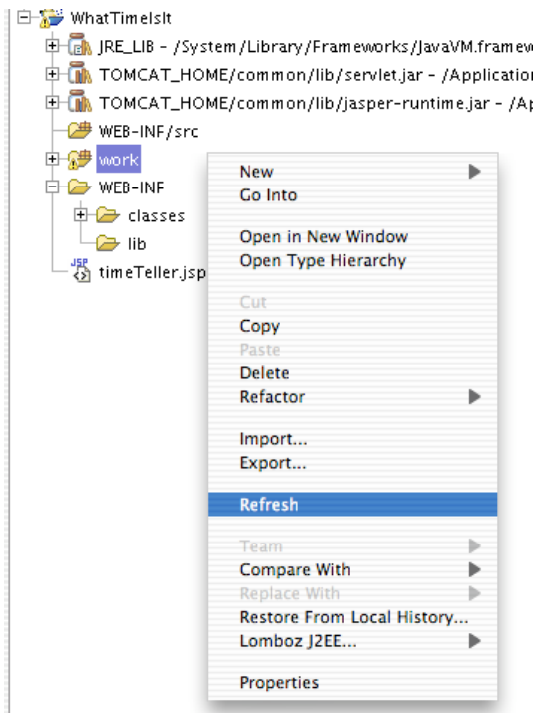 WhatTimeIsIt
JRE_LIB - /System/Library/Frameworks/JavaVM.framew
TOMCAT_HOME/common/lib/servlet.jar - /Application
TOMCAT_HOME/common/lib/jasper-runtime.jar - /Ap
WEB-INF/src
work
WEB-INF
classes
lib
JSP
timeTeller.jsp
New
Go Into
Open in New Window
Open Type Hierarchy
Cut
Copy
Paste
Delete
Refactor
Import...
Export...
Refresh
Team
Compare With
Replace With
Restore From Local History...
Lomboz J2EE...
Properties